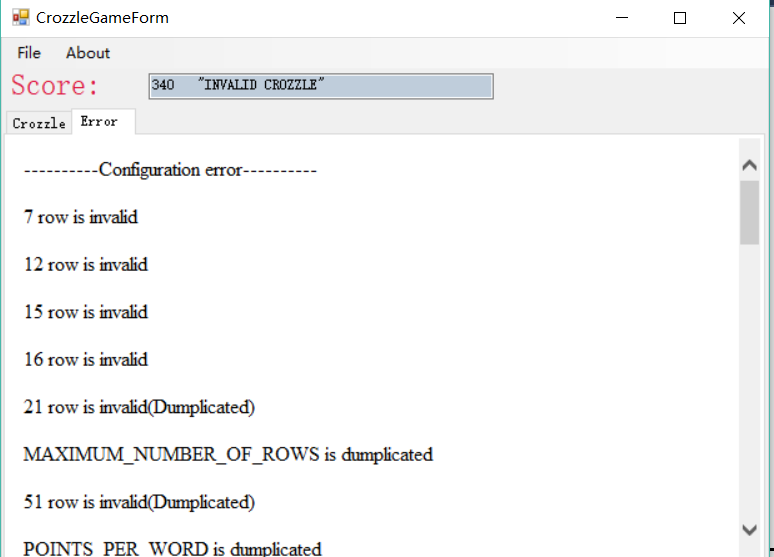 CrozzleGameForm
File About
Score: 340 "INVALID CROZZLE"
Crozzle Error
----------Configuration error----------
7 row is invalid
12 row is invalid
15 row is invalid
16 row is invalid
21 row is invalid(Dumplicated)
MAXIMUM_NUMBER_OF_ROWS is dumplicated
51 row is invalid(Dumplicated)
POINTS_PER_WORD is dumplicated